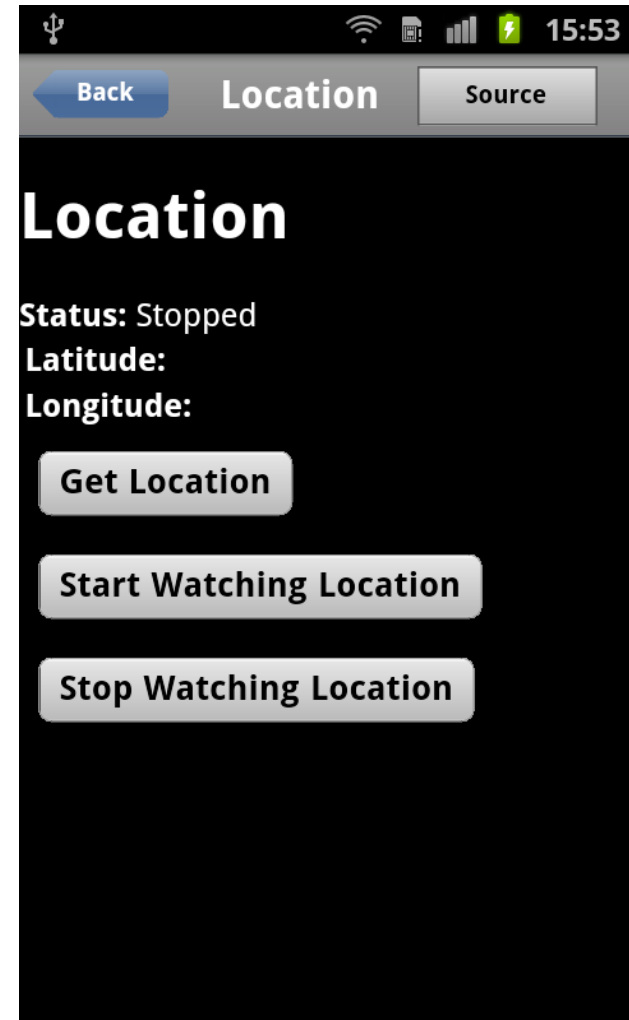 15:53
Back Location Source
Location
Status: Stopped
Latitude:
Longitude:
Get Location
Start Watching Location
Stop Watching Location